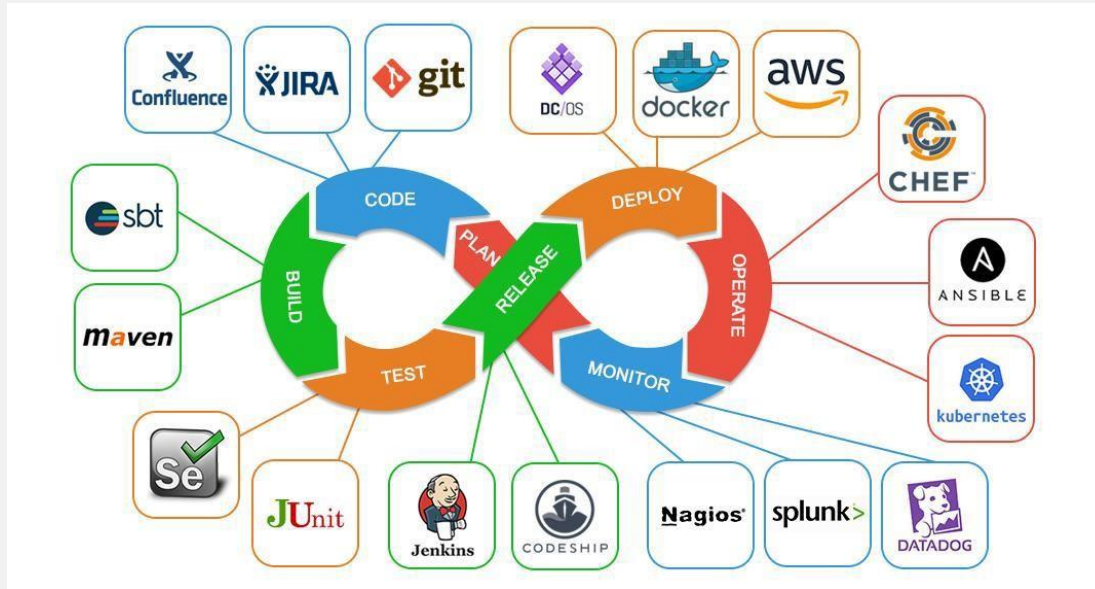 Confluence
JIRA
git
DC/OS
docker
aws
CHEF™
sbt
CODE
DEPLOY
PLAN
RELEASE
BUILD
OPERATE
ANSIBLE
maven
TEST
MONITOR
kubernetes
Se
JUnit
Jenkins
CODESHIP
Nagios®
splunk>
DATADOG